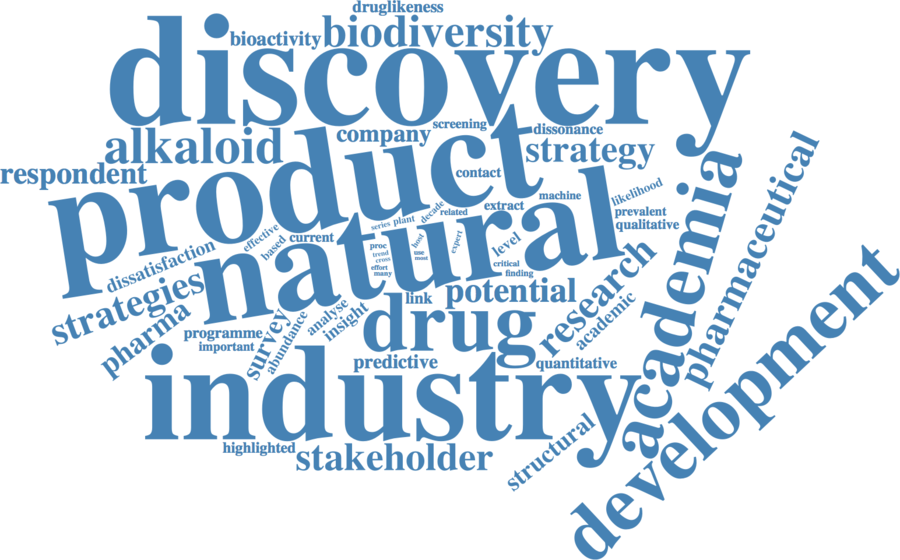 druglikeness
bioactivity
biodiversity
discovery
screening
dissonance
company
alkaloid
strategy
respondent
product
contact
pharmaceutical
academia
likelihood
machine
extract
prevalent
qualitative
related
decade
plant
series
natural
effective
based
current
dissatisfaction
proc
trend
cross
effort
many
host
use
most
expert
level
critical
finding
strategies
pharma
link
potential
research
academic
programme
important
survey
abundance
analyse
insight
drug
predictive
quantitative
industry
development
highlighted
stakeholder
structural